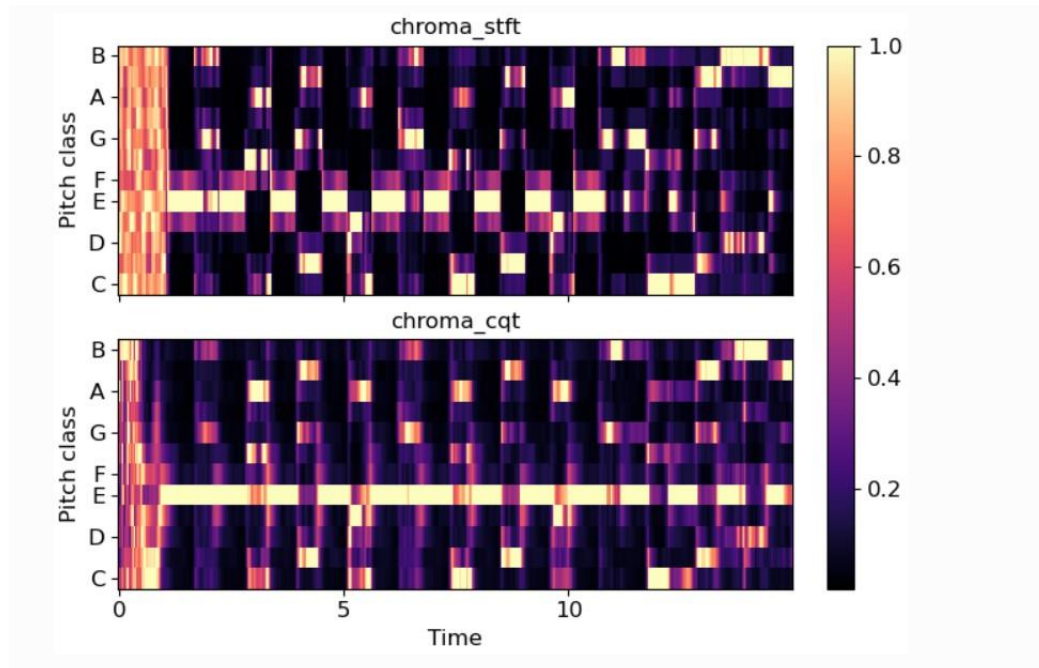 chroma_stft
B
A
G
F
E
D
C
Pitch class
1.0
0.8
0.6
0.4
0.2
chroma_cqt
B
A
G
F
E
D
C
Pitch class
0
5
10
Time